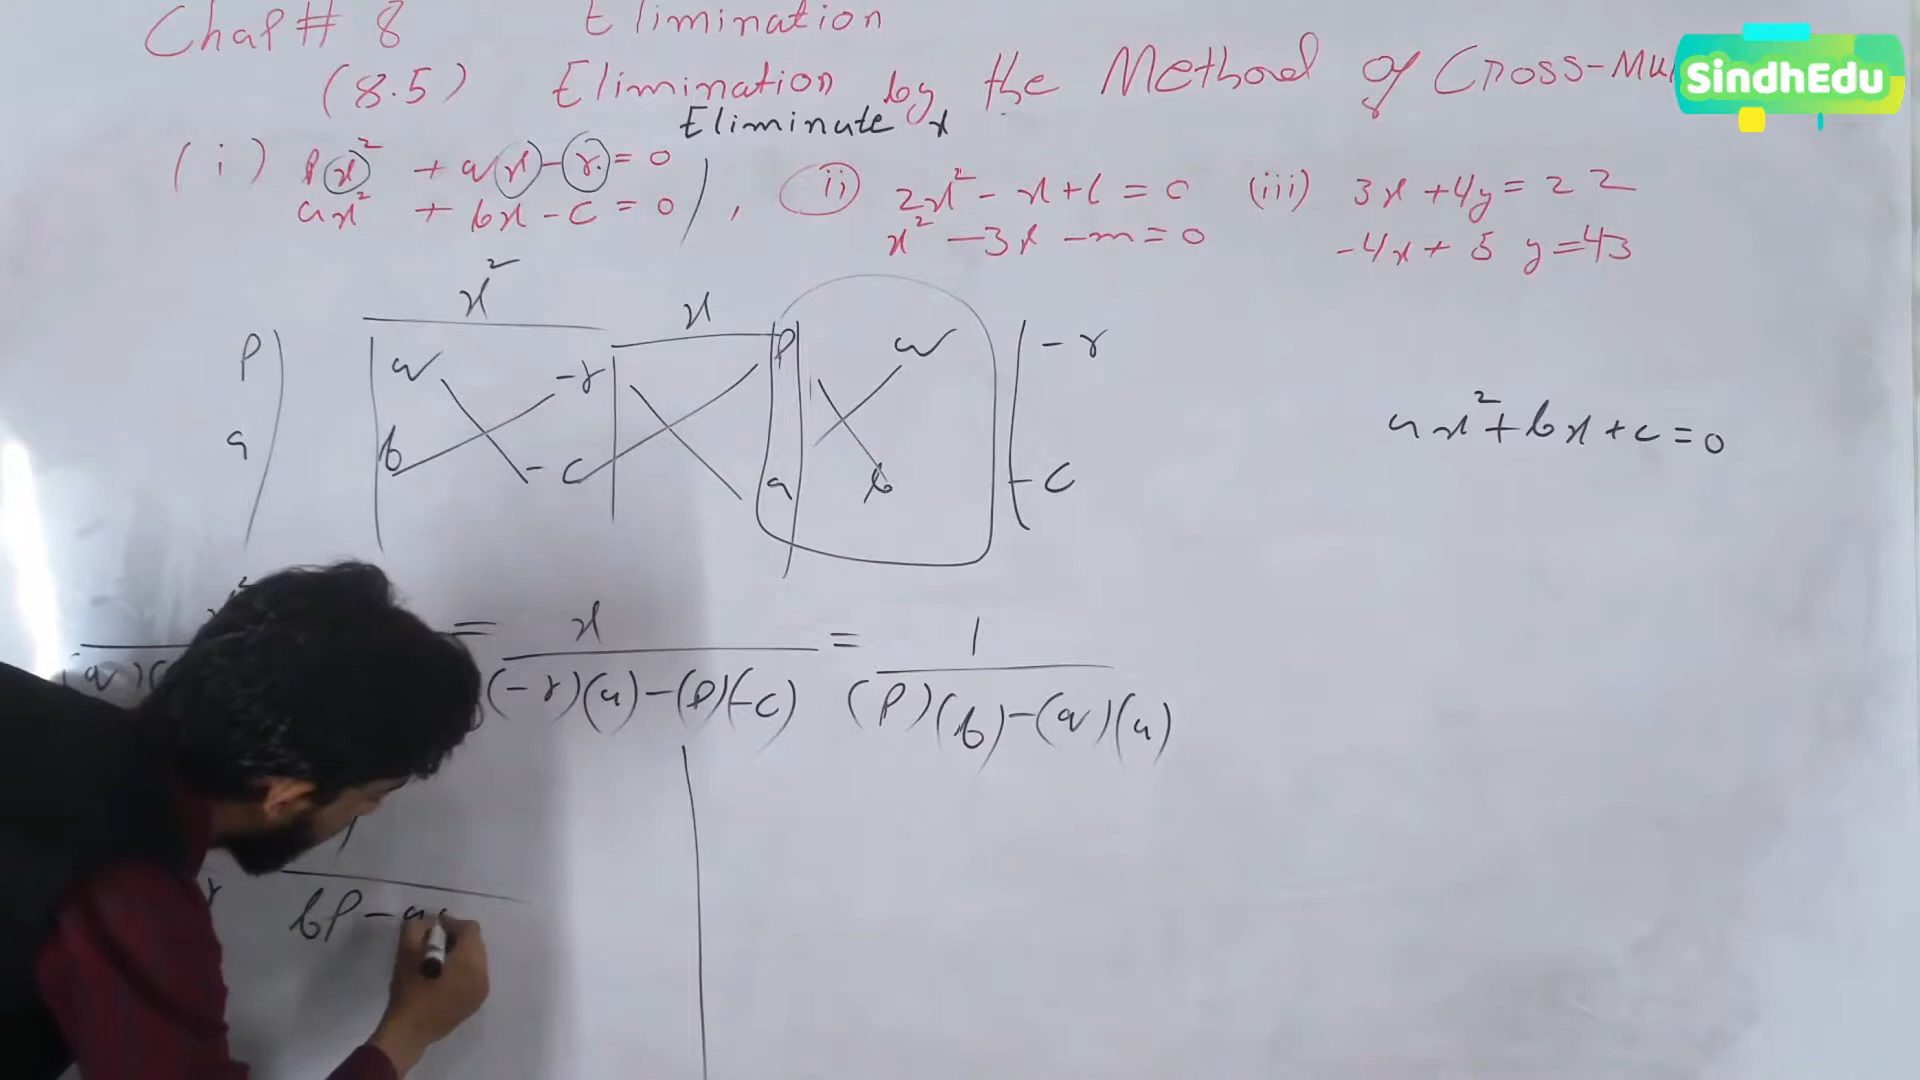 Chap# 8 Elimination
(8.5) Elimination by the Method of Cross-Mu
SindhEdu
Eliminate x
(i) Px² + qx - r = 0
ax² + bx - c = 0 ,
(ii) 2x² - x + l = 0
x² - 3x - m = 0
(iii) 3x + 4y = 22
-4x + 5y = 43
x² x
P q -r P q -r
a b -c a b -c
ax² + bx + c = 0
= x = 1
(-r)(a)-(P)(-c) (P)(b)-(q)(a)
bP - a